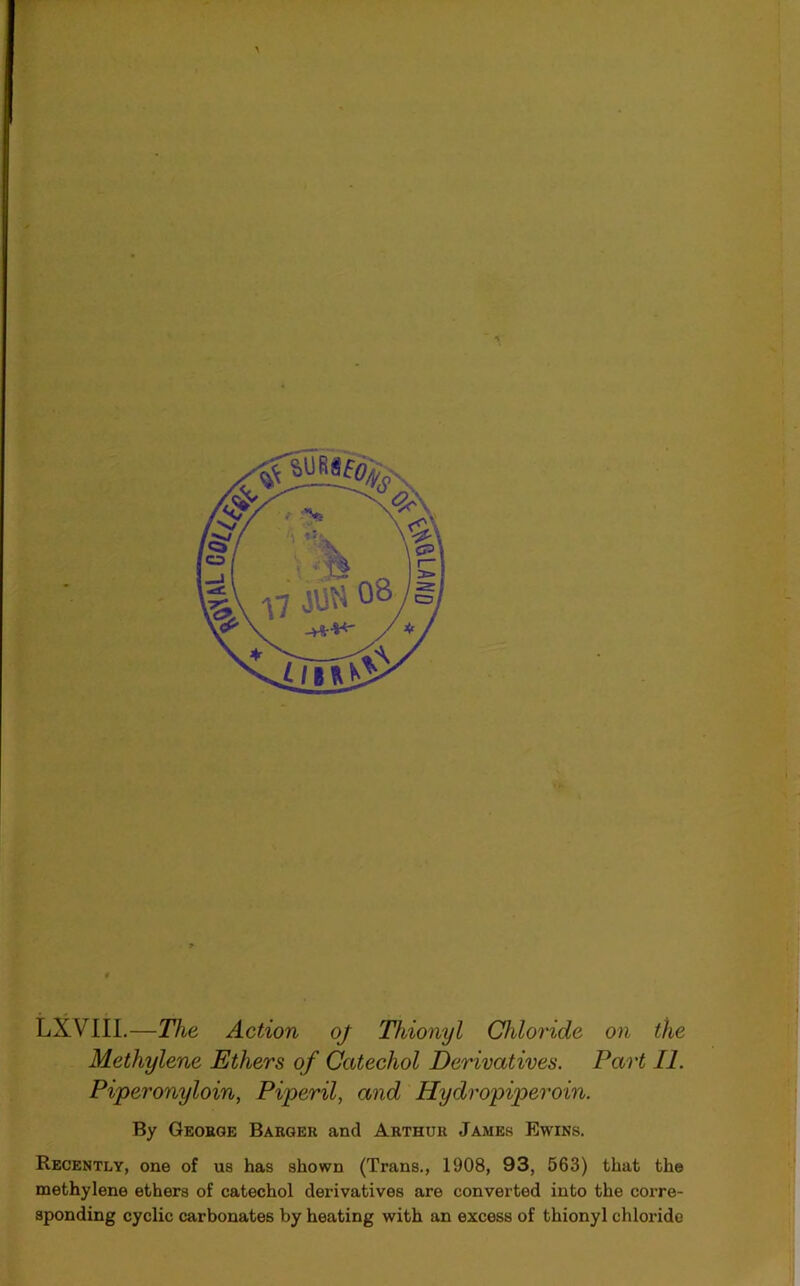 ROYAL COLLEGE OF SURGEONS OF ENGLAND
17 JUN 08
* LIBRARY *
LXVIII.—The Action of Thionyl Chloride on the
Methylene Ethers of Catechol Derivatives. Part II.
Piperonyloin, Piperil, and Hydropiperoin.
By George Barger and Arthur James Ewins.
Recently, one of us has shown (Trans., 1908, 93, 563) that the
methylene ethers of catechol derivatives are converted into the corre-
sponding cyclic carbonates by heating with an excess of thionyl chloride